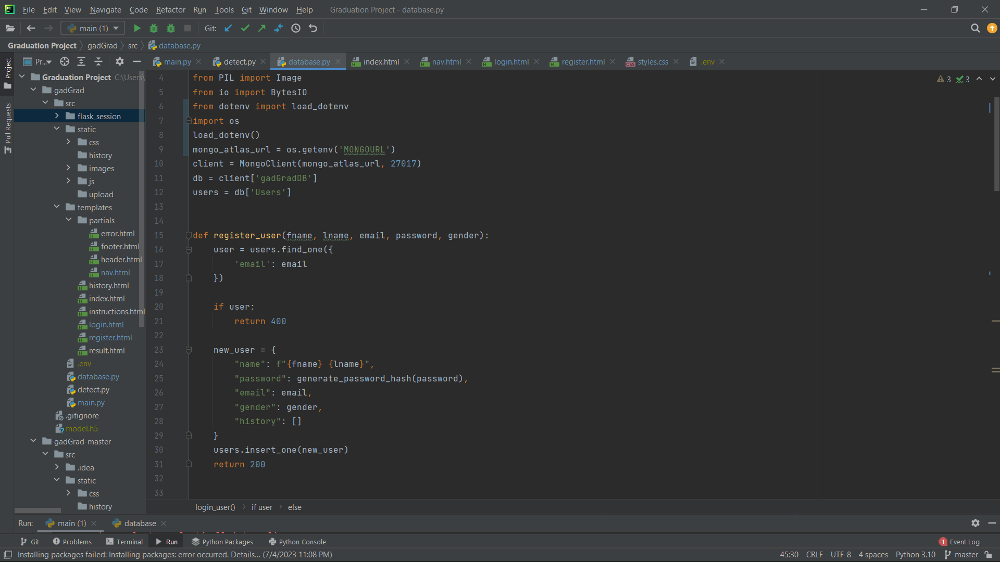 File Edit View Navigate Code Refactor Run Tools Git Window Help Graduation Project - database.py
main (1) Git:
Graduation Project gadGrad src database.py
Pr... main.py detect.py database.py index.html nav.html login.html register.html styles.css .env
Project
Pull Requests
Graduation Project C:\Users\
gadGrad
src
flask_session
static
css
history
images
js
upload
templates
partials
error.html
footer.html
header.html
nav.html
history.html
index.html
instructions.html
login.html
register.html
result.html
.env
database.py
detect.py
main.py
.gitignore
model.h5
gadGrad-master
src
.idea
static
css
history
3 3
4 from PIL import Image
5 from io import BytesIO
6 from dotenv import load_dotenv
7 import os
8 load_dotenv()
9 mongo_atlas_url = os.getenv('MONGOURL')
10 client = MongoClient(mongo_atlas_url, 27017)
11 db = client['gadGradDB']
12 users = db['Users']
13
14
15 def register_user(fname, lname, email, password, gender):
16 user = users.find_one({
17 'email': email
18 })
19
20 if user:
21 return 400
22
23 new_user = {
24 "name": f"{fname} {lname}",
25 "password": generate_password_hash(password),
26 "email": email,
27 "gender": gender,
28 "history": []
29 }
30 users.insert_one(new_user)
31 return 200
32
33
login_user() if user else
Run: main (1) database
Git Problems Terminal Run Python Packages Python Console 1 Event Log
Installing packages failed: Installing packages: error occurred. Details... (7/4/2023 11:08 PM) 45:30 CRLF UTF-8 4 spaces Python 3.10 master